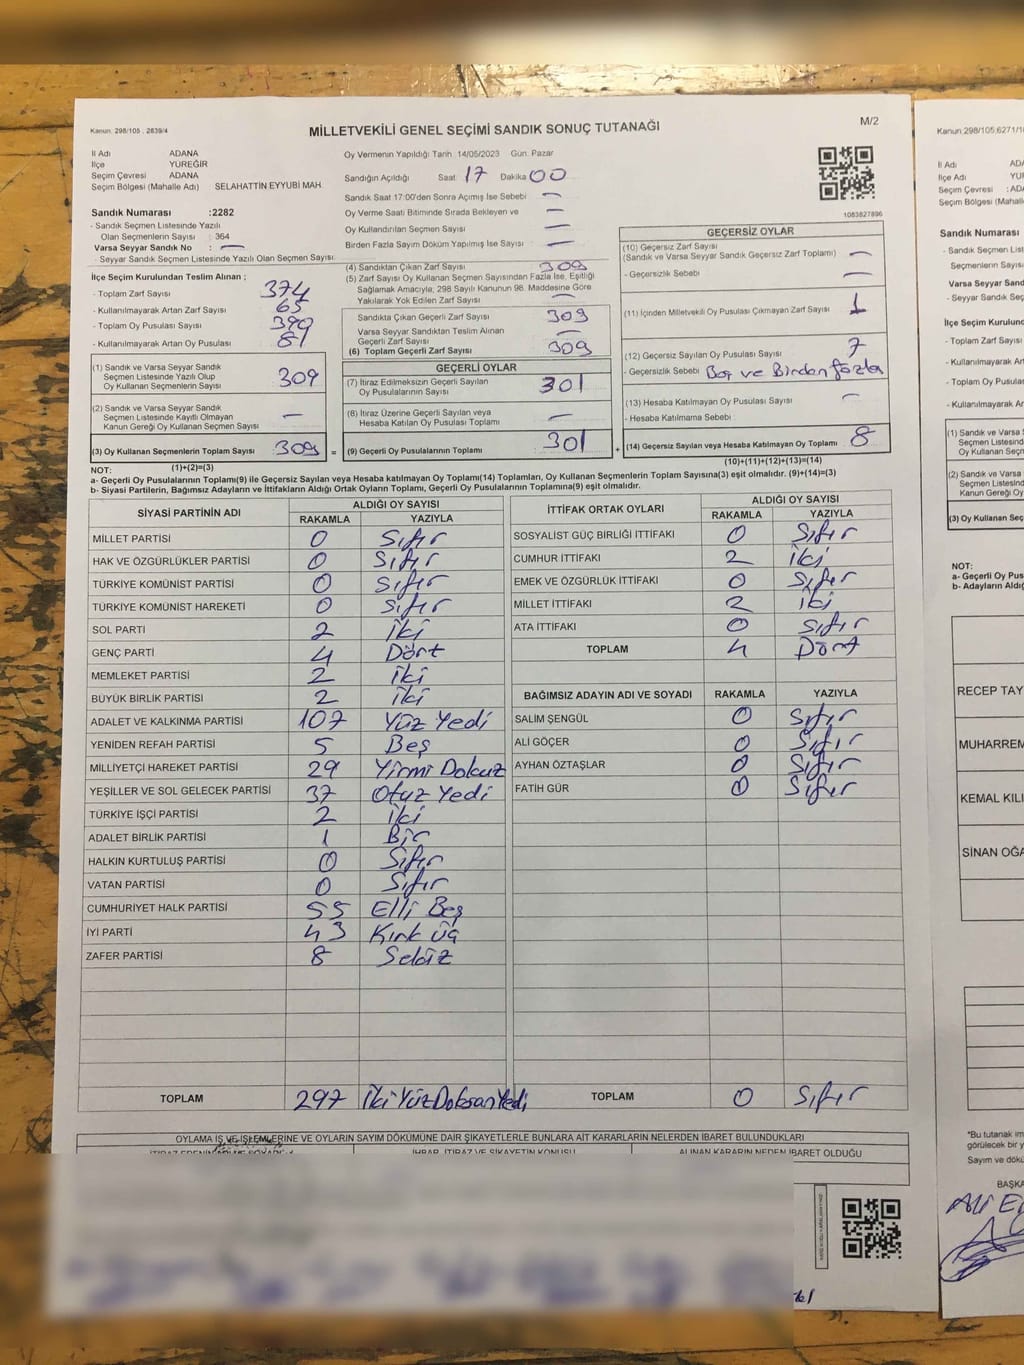 Kanun. 298/105 , 2839/4
MİLLETVEKİLİ GENEL SEÇİMİ SANDIK SONUÇ TUTANAĞI
M/2
İl Adı ADANA
İlçe YÜREĞİR
Seçim Çevresi ADANA
Seçim Bölgesi (Mahalle Adı) SELAHATTİN EYYUBİ MAH.
Sandık Numarası :2282
- Sandık Seçmen Listesinde Yazılı
Olan Seçmenlerin Sayısı : 364
Varsa Seyyar Sandık No : —
- Seyyar Sandık Seçmen Listesinde Yazılı Olan Seçmen Sayısı
Oy Vermenin Yapıldığı Tarih 14/05/2023 Gün. Pazar
Sandığın Açıldığı Saat: 17 Dakika 00
Sandık Saat 17:00'den Sonra Açımış İse Sebebi —
Oy Verme Saati Bitiminde Sırada Bekleyen ve —
Oy Kullandırılan Seçmen Sayısı —
Birden Fazla Sayım Döküm Yapılmış İse Sayısı : —
1083827896
İlçe Seçim Kurulundan Teslim Alınan ;
- Toplam Zarf Sayısı 374
- Kullanılmayarak Artan Zarf Sayısı 65
- Toplam Oy Pusulası Sayısı 390
- Kullanılmayarak Artan Oy Pusulası 81
(1) Sandık ve Varsa Seyyar Sandık
Seçmen Listesinde Yazılı Olup
Oy Kullanan Seçmenlerin Sayısı 309
(2) Sandık ve Varsa Seyyar Sandık
Seçmen Listesinde Kayıtlı Olmayan
Kanun Gereği Oy Kullanan Seçmen Sayısı —
(3) Oy Kullanan Seçmenlerin Toplam Sayısı 309 =
(1)+(2)=(3)
(4) Sandıktan Çıkan Zarf Sayısı 309
(5) Zarf Sayısı Oy Kullanan Seçmen Sayısından Fazla İse, Eşitliği
Sağlamak Amacıyla, 298 Sayılı Kanunun 98. Maddesine Göre
Yakılarak Yok Edilen Zarf Sayısı —
Sandıkta Çıkan Geçerli Zarf Sayısı 309
Varsa Seyyar Sandıktan Teslim Alınan
Geçerli Zarf Sayısı —
(6) Toplam Geçerli Zarf Sayısı 309
GEÇERLİ OYLAR
(7) İtiraz Edilmeksizin Geçerli Sayılan
Oy Pusulalarının Sayısı 301
(8) İtiraz Üzerine Geçerli Sayılan veya
Hesaba Katılan Oy Pusulası Toplamı —
(9) Geçerli Oy Pusulalarının Toplamı 301 +
GEÇERSİZ OYLAR
(10) Geçersiz Zarf Sayısı
(Sandık ve Varsa Seyyar Sandık Geçersiz Zarf Toplamı) —
- Geçersizlik Sebebi —
(11) İçinden Milletvekili Oy Pusulası Çıkmayan Zarf Sayısı 1
(12) Geçersiz Sayılan Oy Pusulası Sayısı 7
- Geçersizlik Sebebi Boş ve Birden fazla
(13) Hesaba Katılmayan Oy Pusulası Sayısı —
- Hesaba Katılmama Sebebi :
(14) Geçersiz Sayılan veya Hesaba Katılmayan Oy Toplamı 8
(10)+(11)+(12)+(13)=(14)
NOT:
a- Geçerli Oy Pusulalarının Toplamı(9) ile Geçersiz Sayılan veya Hesaba katılmayan Oy Toplamı(14) Toplamları, Oy Kullanan Seçmenlerin Toplam Sayısına(3) eşit olmalıdır. (9)+(14)=(3)
b- Siyasi Partilerin, Bağımsız Adayların ve İttifakların Aldığı Ortak Oyların Toplamı, Geçerli Oy Pusulalarının Toplamına(9) eşit olmalıdır.
SİYASİ PARTİNİN ADI ALDIĞI OY SAYISI
RAKAMLA YAZIYLA
MİLLET PARTİSİ 0 Sıfır
HAK VE ÖZGÜRLÜKLER PARTİSİ 0 Sıfır
TÜRKİYE KOMÜNİST PARTİSİ 0 Sıfır
TÜRKİYE KOMÜNİST HAREKETİ 0 Sıfır
SOL PARTİ 2 İki
GENÇ PARTİ 4 Dört
MEMLEKET PARTİSİ 2 İki
BÜYÜK BİRLİK PARTİSİ 2 İki
ADALET VE KALKINMA PARTİSİ 107 Yüz Yedi
YENİDEN REFAH PARTİSİ 5 Beş
MİLLİYETÇİ HAREKET PARTİSİ 29 Yirmi Dokuz
YEŞİLLER VE SOL GELECEK PARTİSİ 37 Otuz Yedi
TÜRKİYE İŞÇİ PARTİSİ 2 İki
ADALET BİRLİK PARTİSİ 1 Bir
HALKIN KURTULUŞ PARTİSİ 0 Sıfır
VATAN PARTİSİ 0 Sıfır
CUMHURİYET HALK PARTİSİ 55 Elli Beş
İYİ PARTİ 43 Kırk üç
ZAFER PARTİSİ 8 Sekiz
TOPLAM 297 İki Yüz Doksan Yedi
İTTİFAK ORTAK OYLARI ALDIĞI OY SAYISI
RAKAMLA YAZIYLA
SOSYALİST GÜÇ BİRLİĞİ İTTİFAKI 0 Sıfır
CUMHUR İTTİFAKI 2 İki
EMEK VE ÖZGÜRLÜK İTTİFAKI 0 Sıfır
MİLLET İTTİFAKI 2 İki
ATA İTTİFAKI 0 Sıfır
TOPLAM 4 Dört
BAĞIMSIZ ADAYIN ADI VE SOYADI RAKAMLA YAZIYLA
SALİM ŞENGÜL 0 Sıfır
ALİ GÖÇER 0 Sıfır
AYHAN ÖZTAŞLAR 0 Sıfır
FATİH GÜR 0 Sıfır
TOPLAM 0 Sıfır
OYLAMA İŞ VE İŞLEMLERİNE VE OYLARIN SAYIM DÖKÜMÜNE DAİR ŞİKAYETLERLE BUNLARA AİT KARARLARIN NELERDEN İBARET BULUNDUKLARI
İHBAR, İTİRAZ VE ŞİKAYETİN KONUSU
ALINAN KARARIN NEDEN İBARET OLDUĞU
Kanun.298/105,6271/1
İl Adı
İlçe Adı
Seçim Çevresi
Seçim Bölgesi (Mahall
Sandık Numarası
- Sandık Seçmen List
Seçmenlerin Sayısı
Varsa Seyyar Sandı
- Seyyar Sandık Seç
İlçe Seçim Kurulund
- Toplam Zarf Sayısı
- Kullanılmayarak Artan
- Toplam Oy Pusulası
- Kullanılmayarak Artan
(1) Sandık ve Varsa
Seçmen Listesin
Oy Kullanan Seç
(2) Sandık ve Varsa S
Seçmen Listesind
Kanun Gereği Oy
(3) Oy Kullanan Seç
NOT:
a- Geçerli Oy Pus
b- Adayların Aldığ
RECEP TAY
MUHARREM
KEMAL KILI
SİNAN OĞA
*Bu tutanak im
görülecek bir y
Sayım ve dökü
BAŞKA